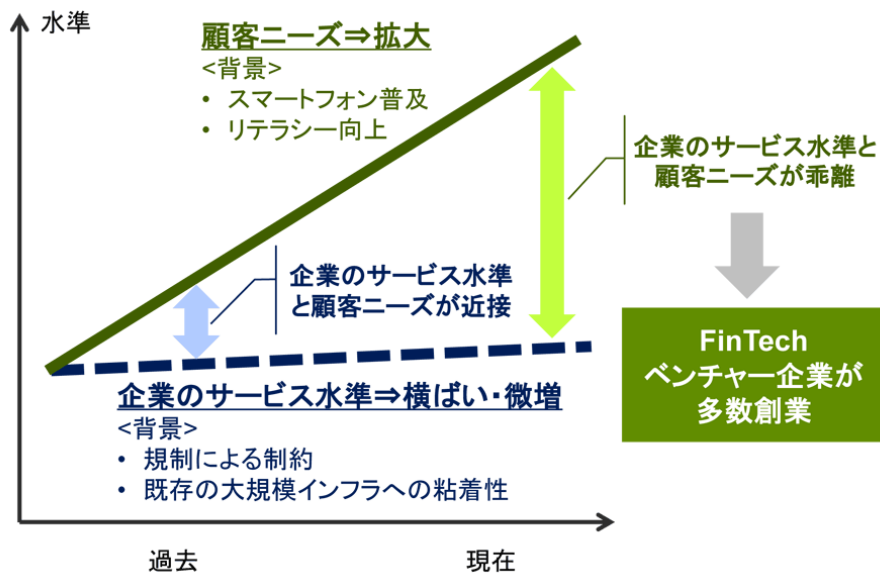 水準
顧客ニーズ⇒拡大
<背景>
• スマートフォン普及
• リテラシー向上
企業のサービス水準と
顧客ニーズが乖離
企業のサービス水準
と顧客ニーズが近接
FinTech
ベンチャー企業が
多数創業
企業のサービス水準⇒横ばい・微増
<背景>
• 規制による制約
• 既存の大規模インフラへの粘着性
過去
現在